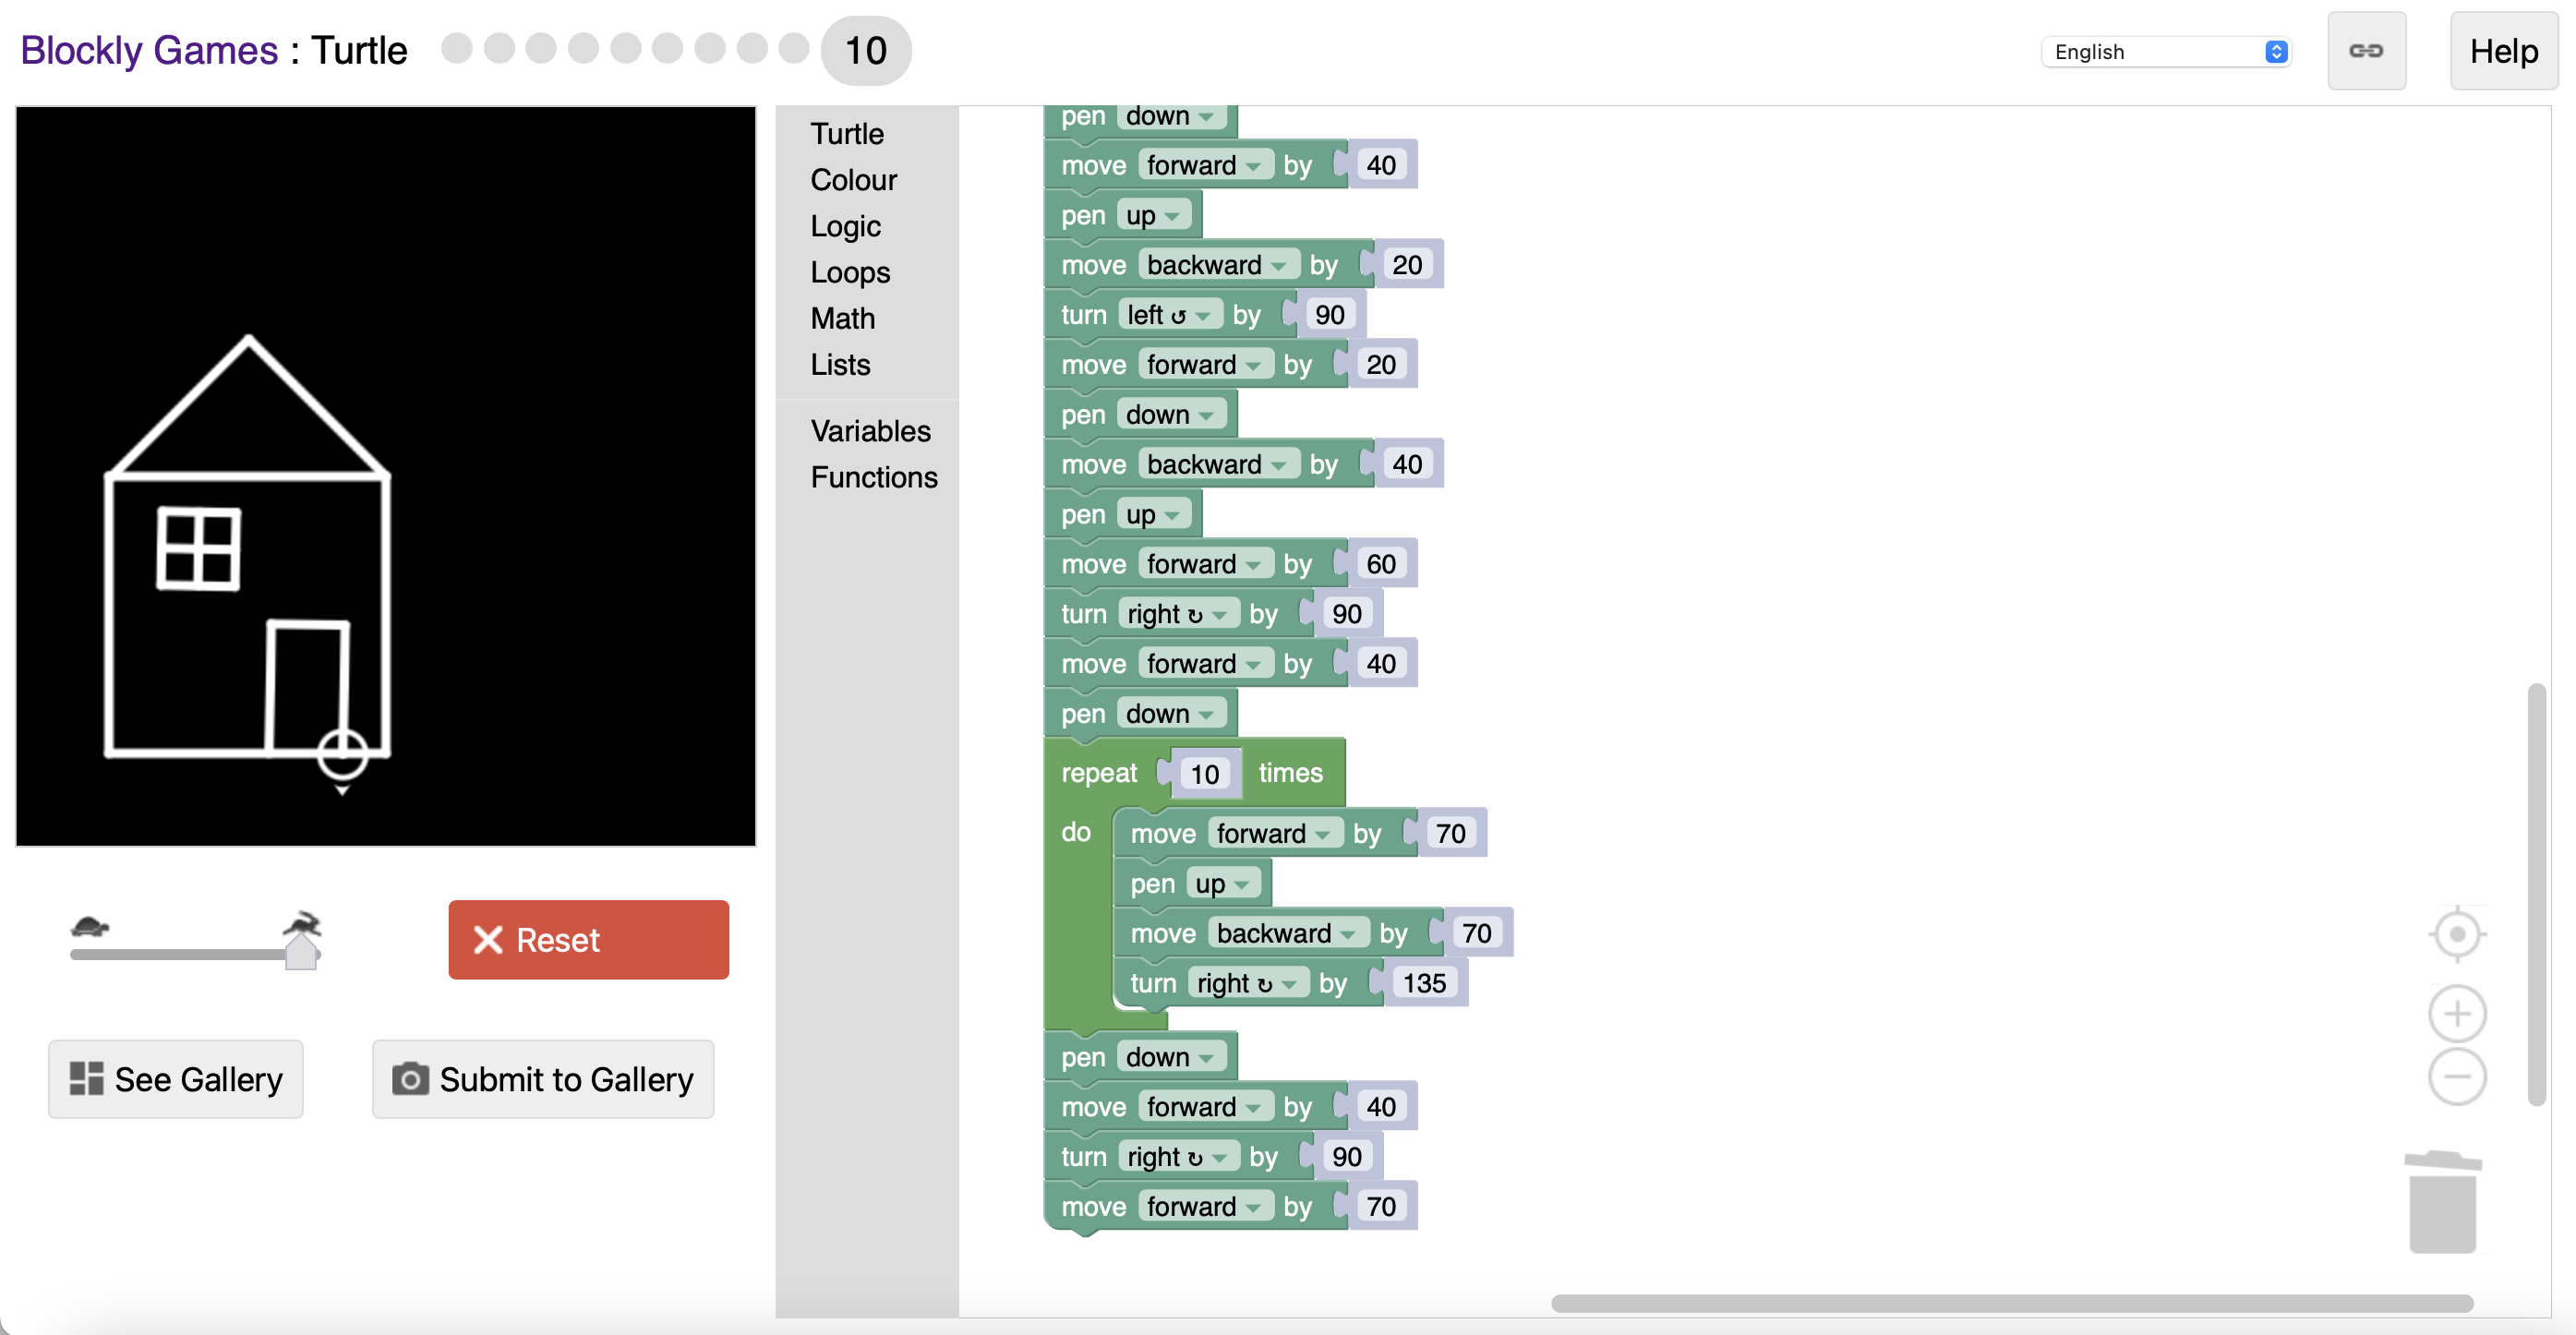 Blockly Games : Turtle 10 English Help
Turtle
Colour
Logic
Loops
Math
Lists
Variables
Functions
pen down
move forward by 40
pen up
move backward by 20
turn left ↺ by 90
move forward by 20
pen down
move backward by 40
pen up
move forward by 60
turn right ↻ by 90
move forward by 40
pen down
repeat 10 times
do move forward by 70
pen up
move backward by 70
turn right ↻ by 135
pen down
move forward by 40
turn right ↻ by 90
move forward by 70
Reset
See Gallery
Submit to Gallery